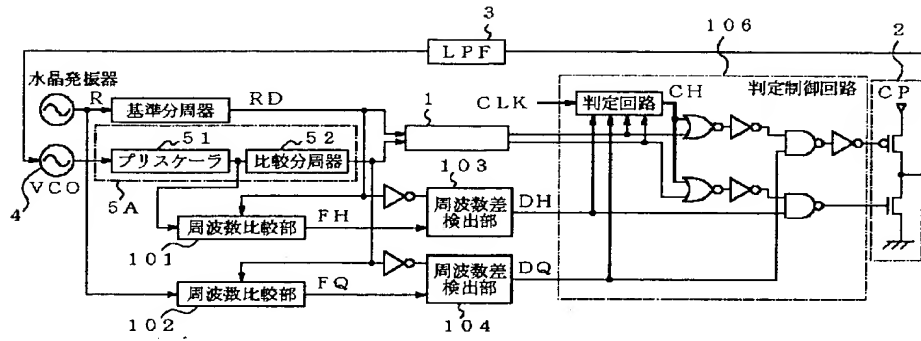 3
LPF
106
2
水晶発振器
R
基準分周器
RD
CLK
判定回路
CH
判定制御回路
CP
1
51
52
プリスケーラ
比較分周器
VCO
4
5A
103
周波数比較部
FH
周波数差
検出部
DH
101
周波数比較部
FQ
周波数差
検出部
DQ
102
104